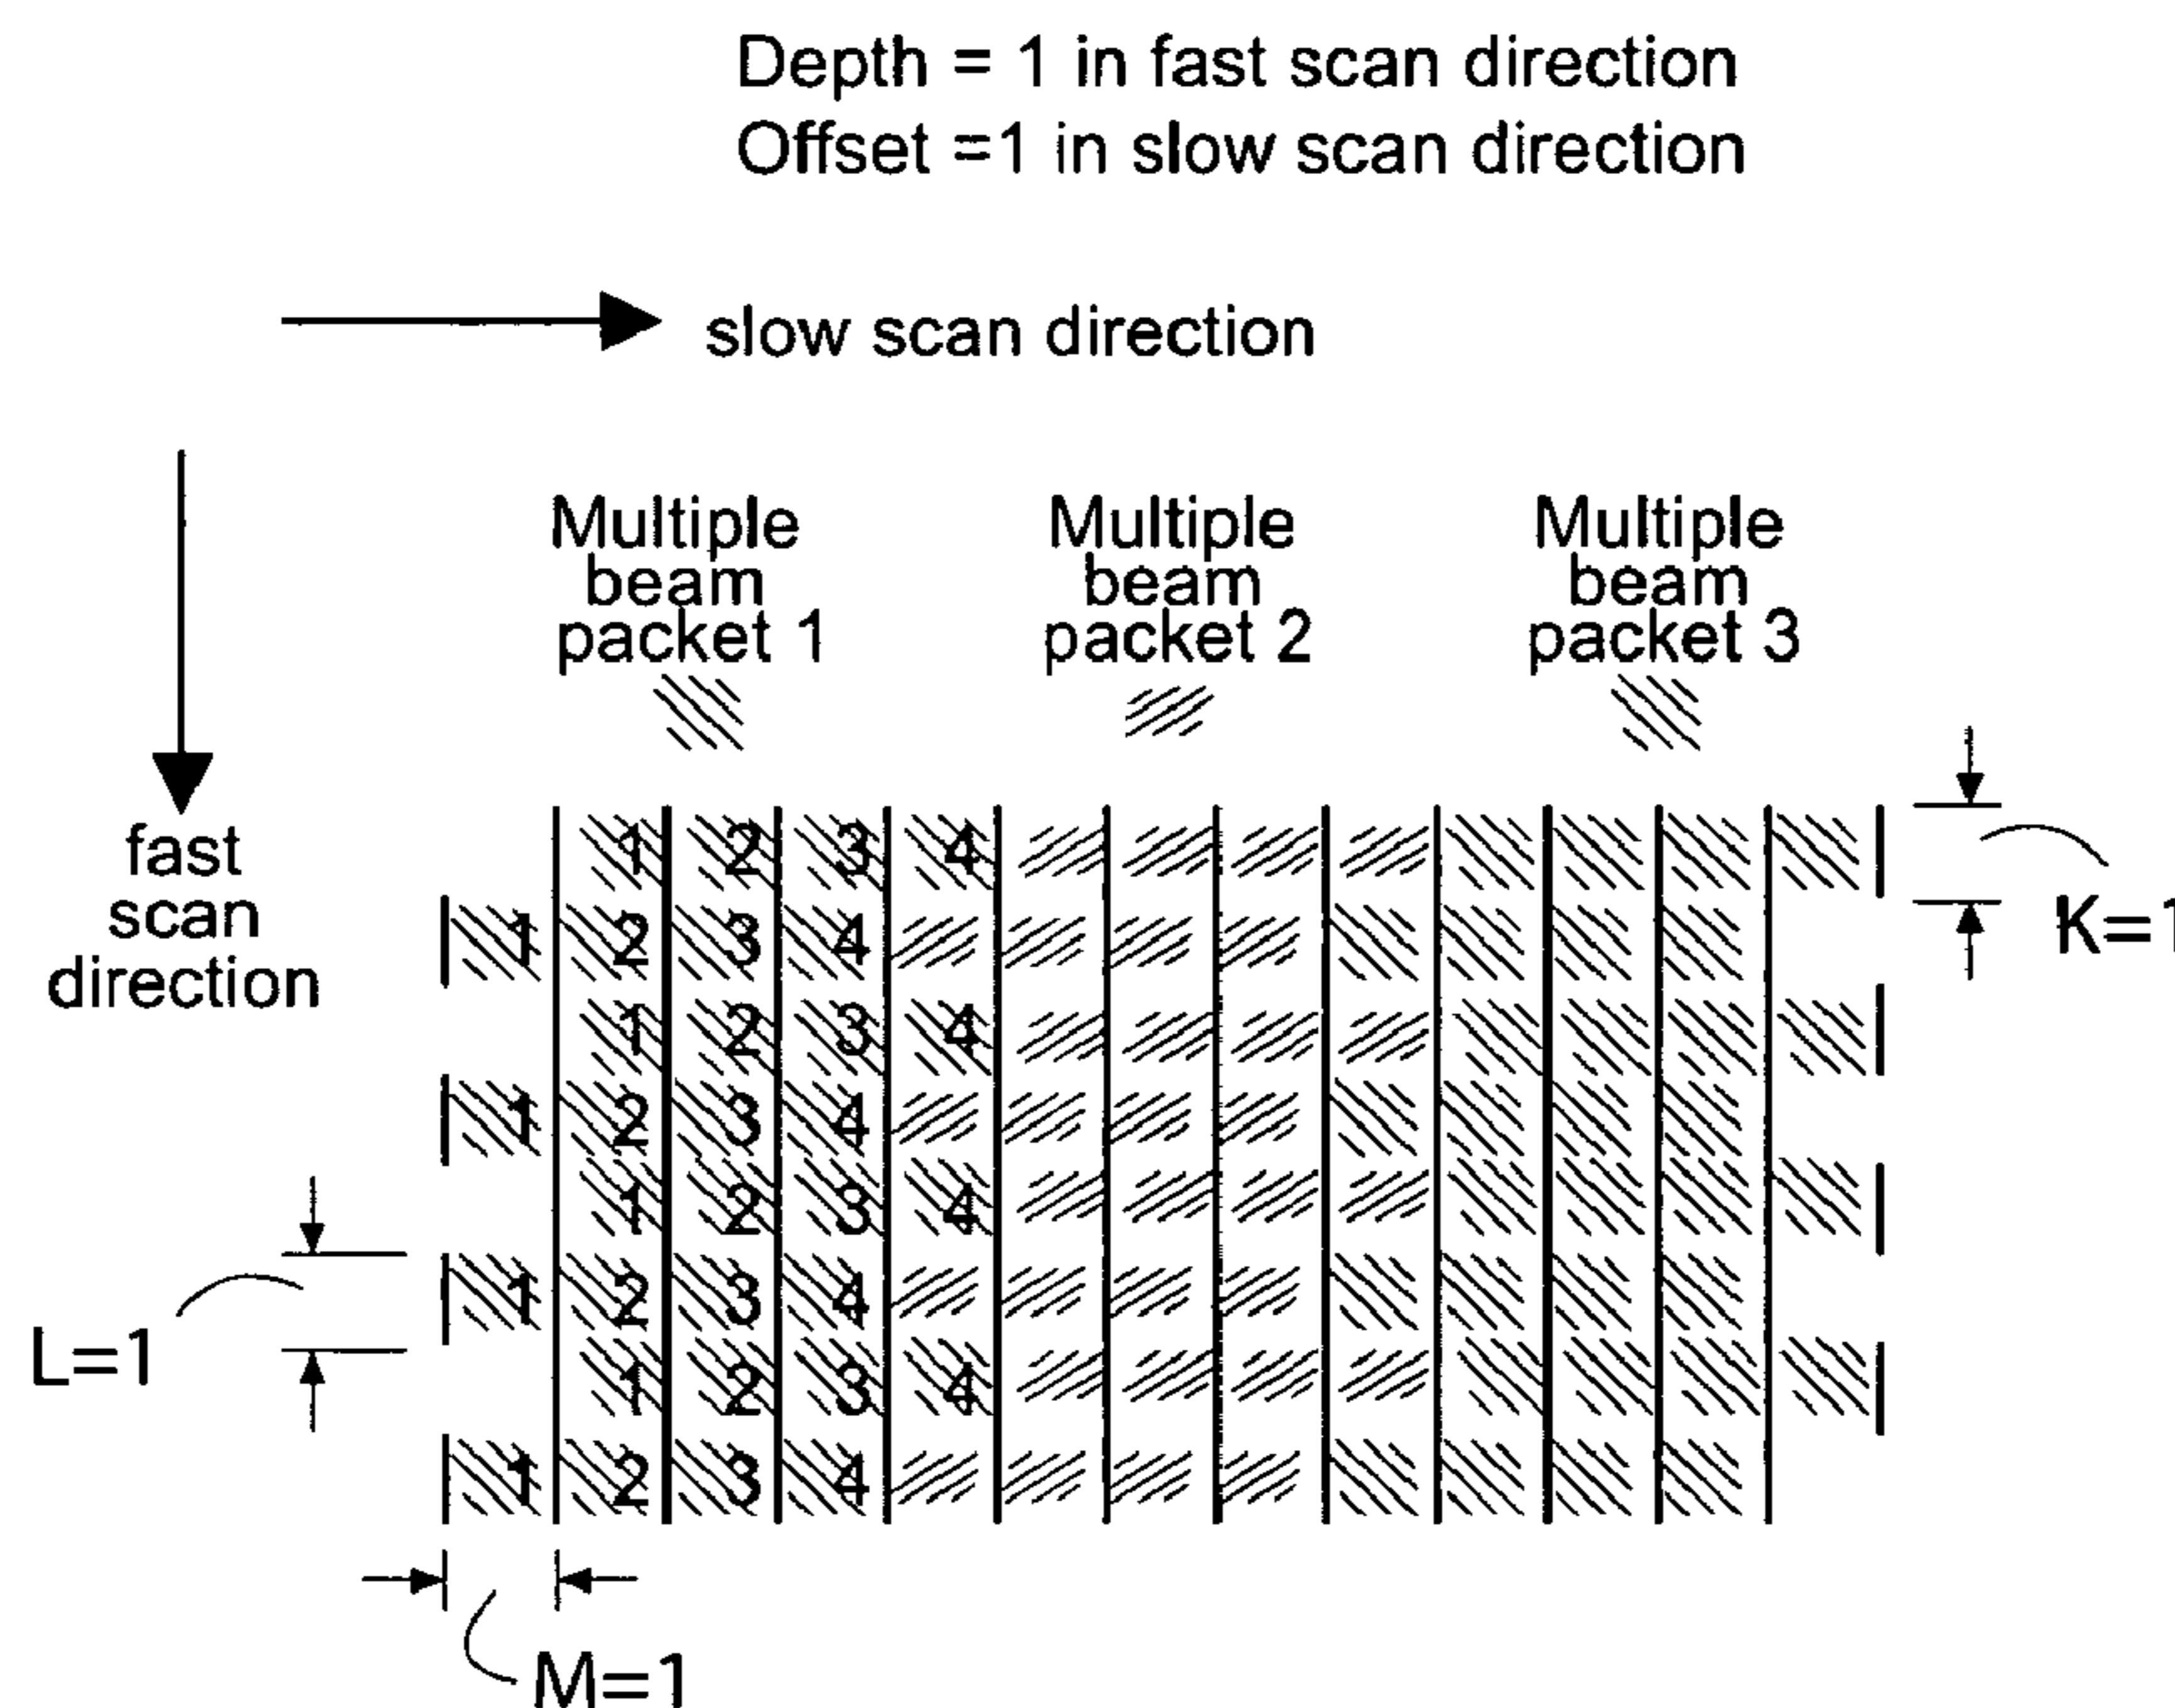 Depth = 1 in fast scan direction
Offset =1 in slow scan direction
slow scan direction
Multiple
beam
packet 1
Multiple
beam
packet 2
Multiple
beam
packet 3
fast
scan
direction
K=1
1 2 3 4
1 2 3 4
1 2 3 4
1 2 3 4
1 2 3 4
1 2 3 4
1 2 3 4
1 2 3 4
L=1
M=1